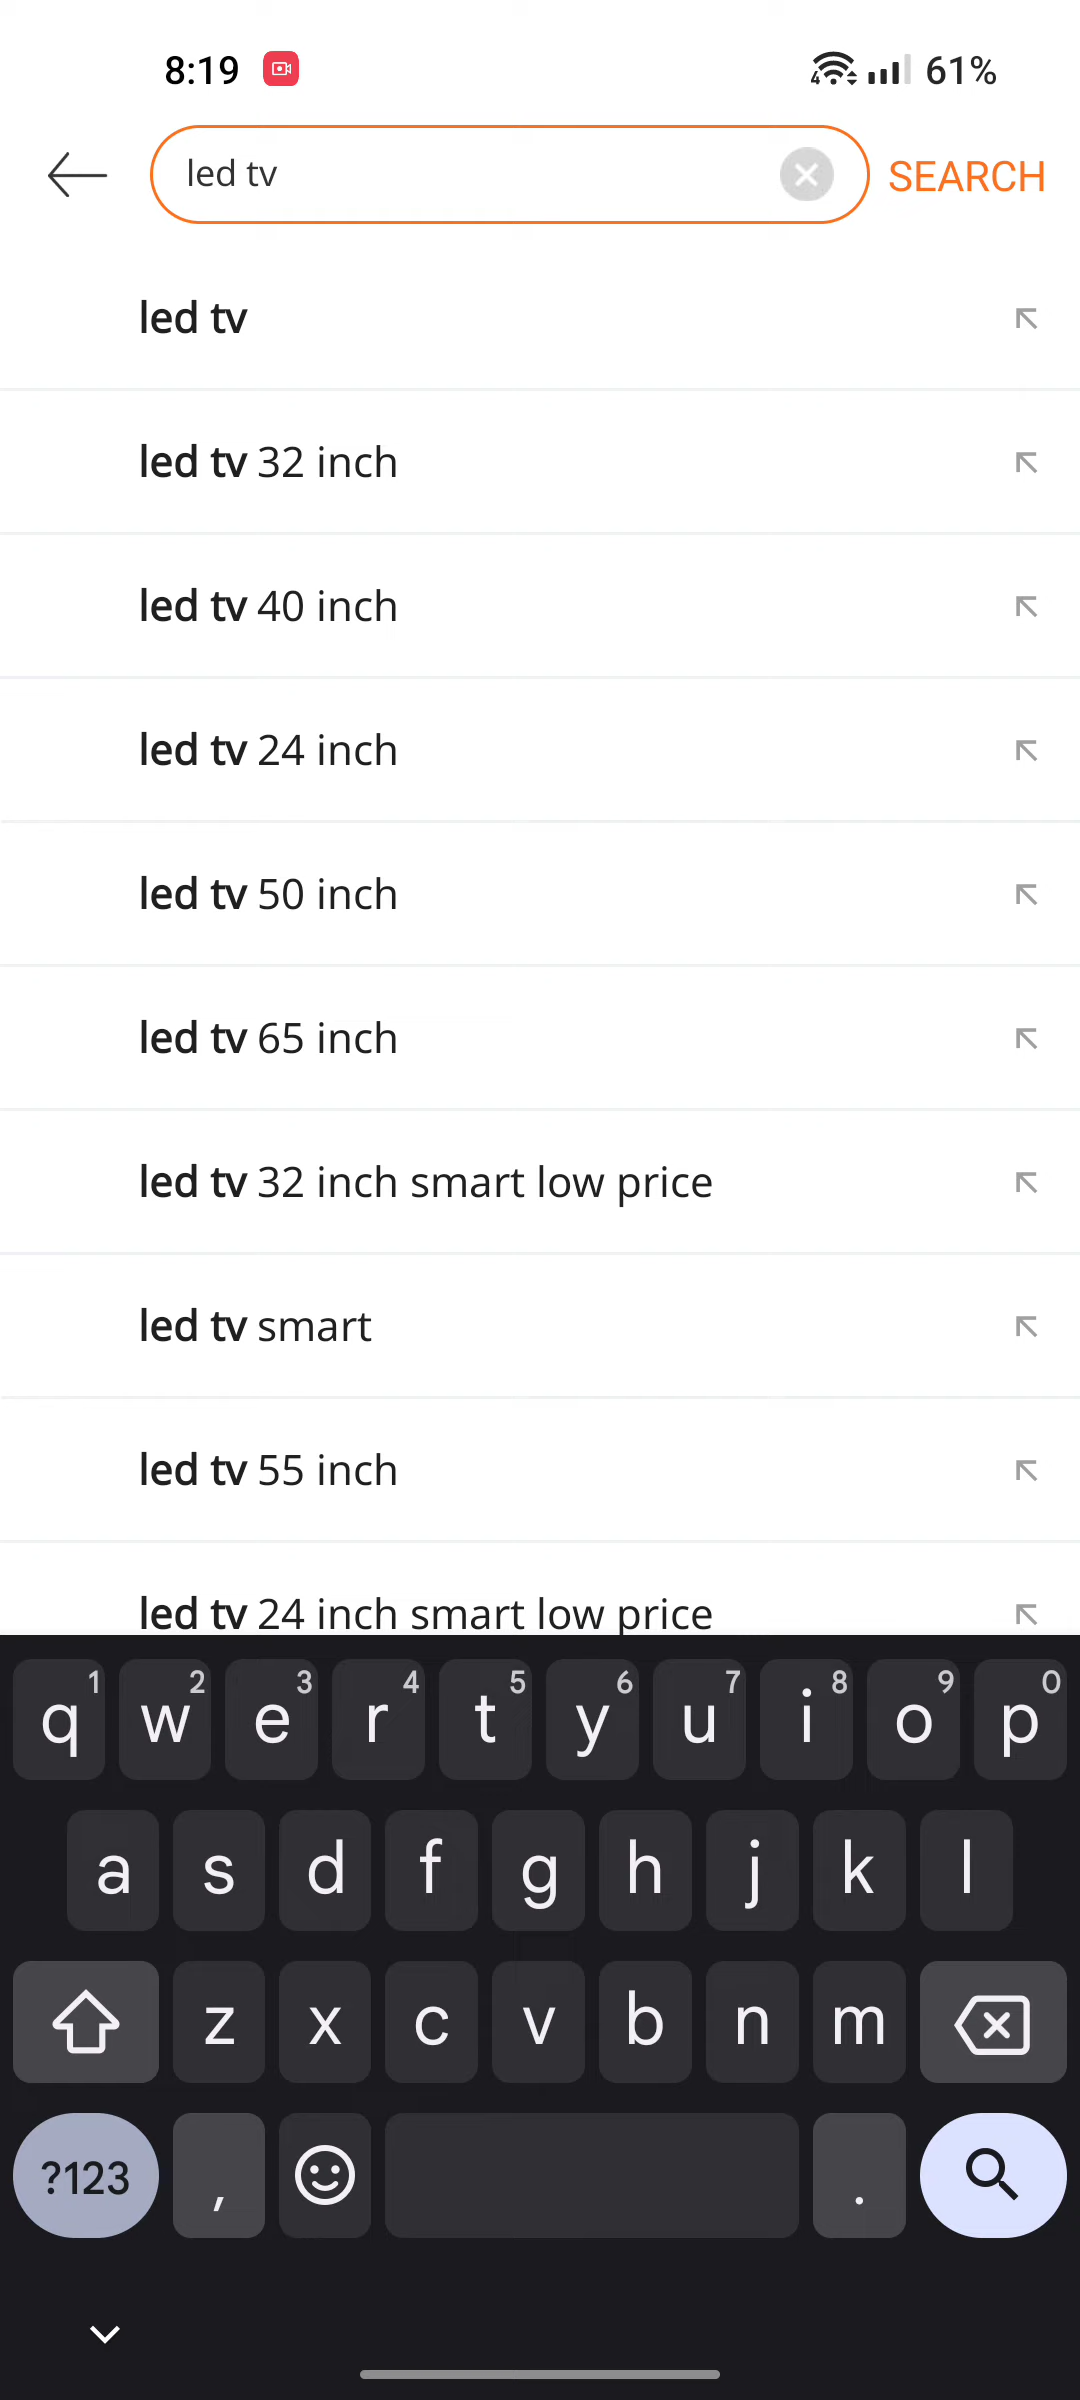 8:19
4
61%
led tv
SEARCH
led tv
led tv 32 inch
led tv 40 inch
led tv 24 inch
led tv 50 inch
led tv 65 inch
led tv 32 inch smart low price
led tv smart
led tv 55 inch
led tv 24 inch smart low price
q 1 w 2 e 3 r 4 t 5 y 6 u 7 i 8 o 9 p 0
a s d f g h j k l
z x c v b n m
?123 , .